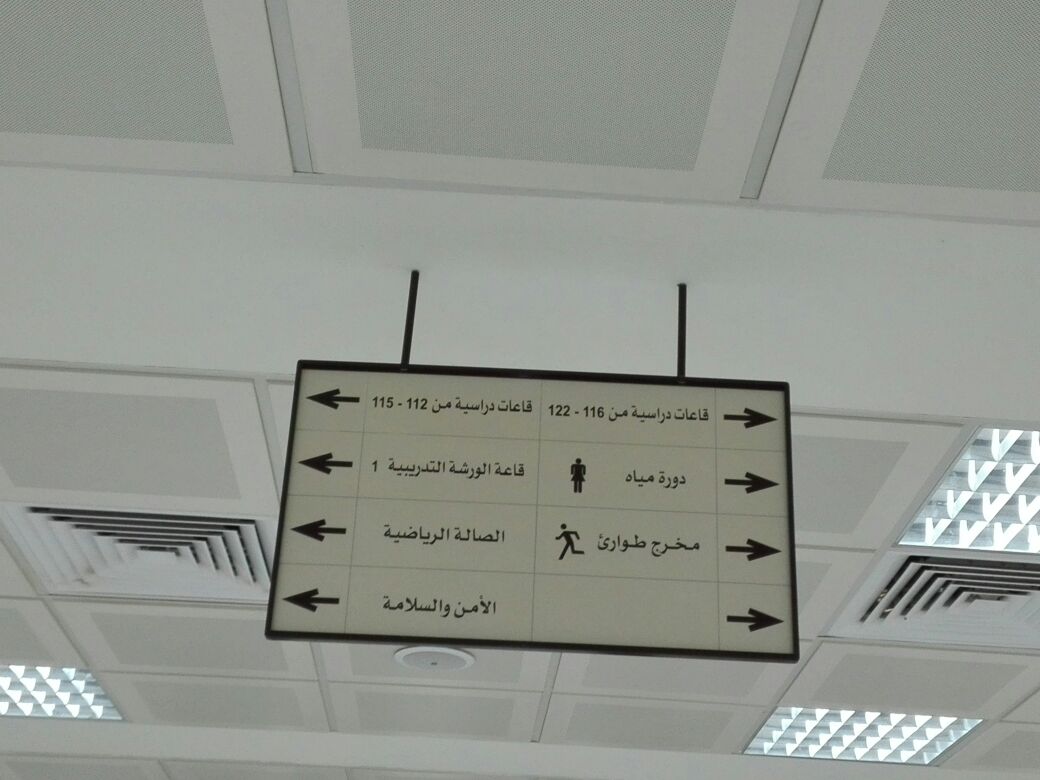 قاعات دراسية من 116 - 122
قاعات دراسية من 112 - 115
دورة مياه
قاعة الورشة التدريبية 1
مخرج طوارئ
الصالة الرياضية
الأمن والسلامة